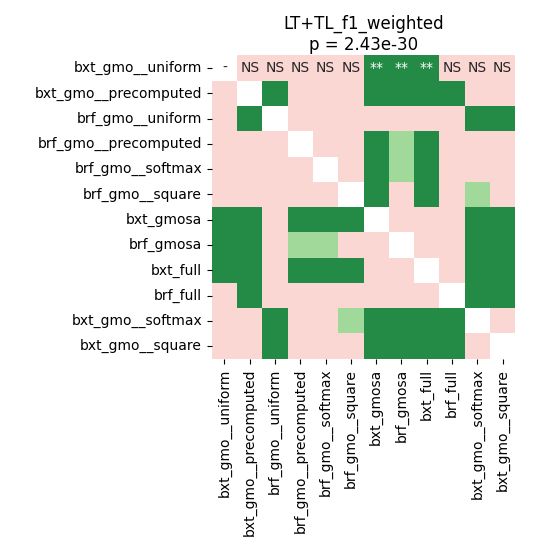 LT+TL_f1_weighted
p = 2.43e-30
bxt_gmo__uniform - NS NS NS NS NS ** ** ** NS NS NS
bxt_gmo__precomputed
brf_gmo__uniform
brf_gmo__precomputed
brf_gmo__softmax
brf_gmo__square
bxt_gmosa
brf_gmosa
bxt_full
brf_full
bxt_gmo__softmax
bxt_gmo__square
bxt_gmo__uniform
bxt_gmo__precomputed
brf_gmo__uniform
brf_gmo__precomputed
brf_gmo__softmax
brf_gmo__square
bxt_gmosa
brf_gmosa
bxt_full
brf_full
bxt_gmo__softmax
bxt_gmo__square